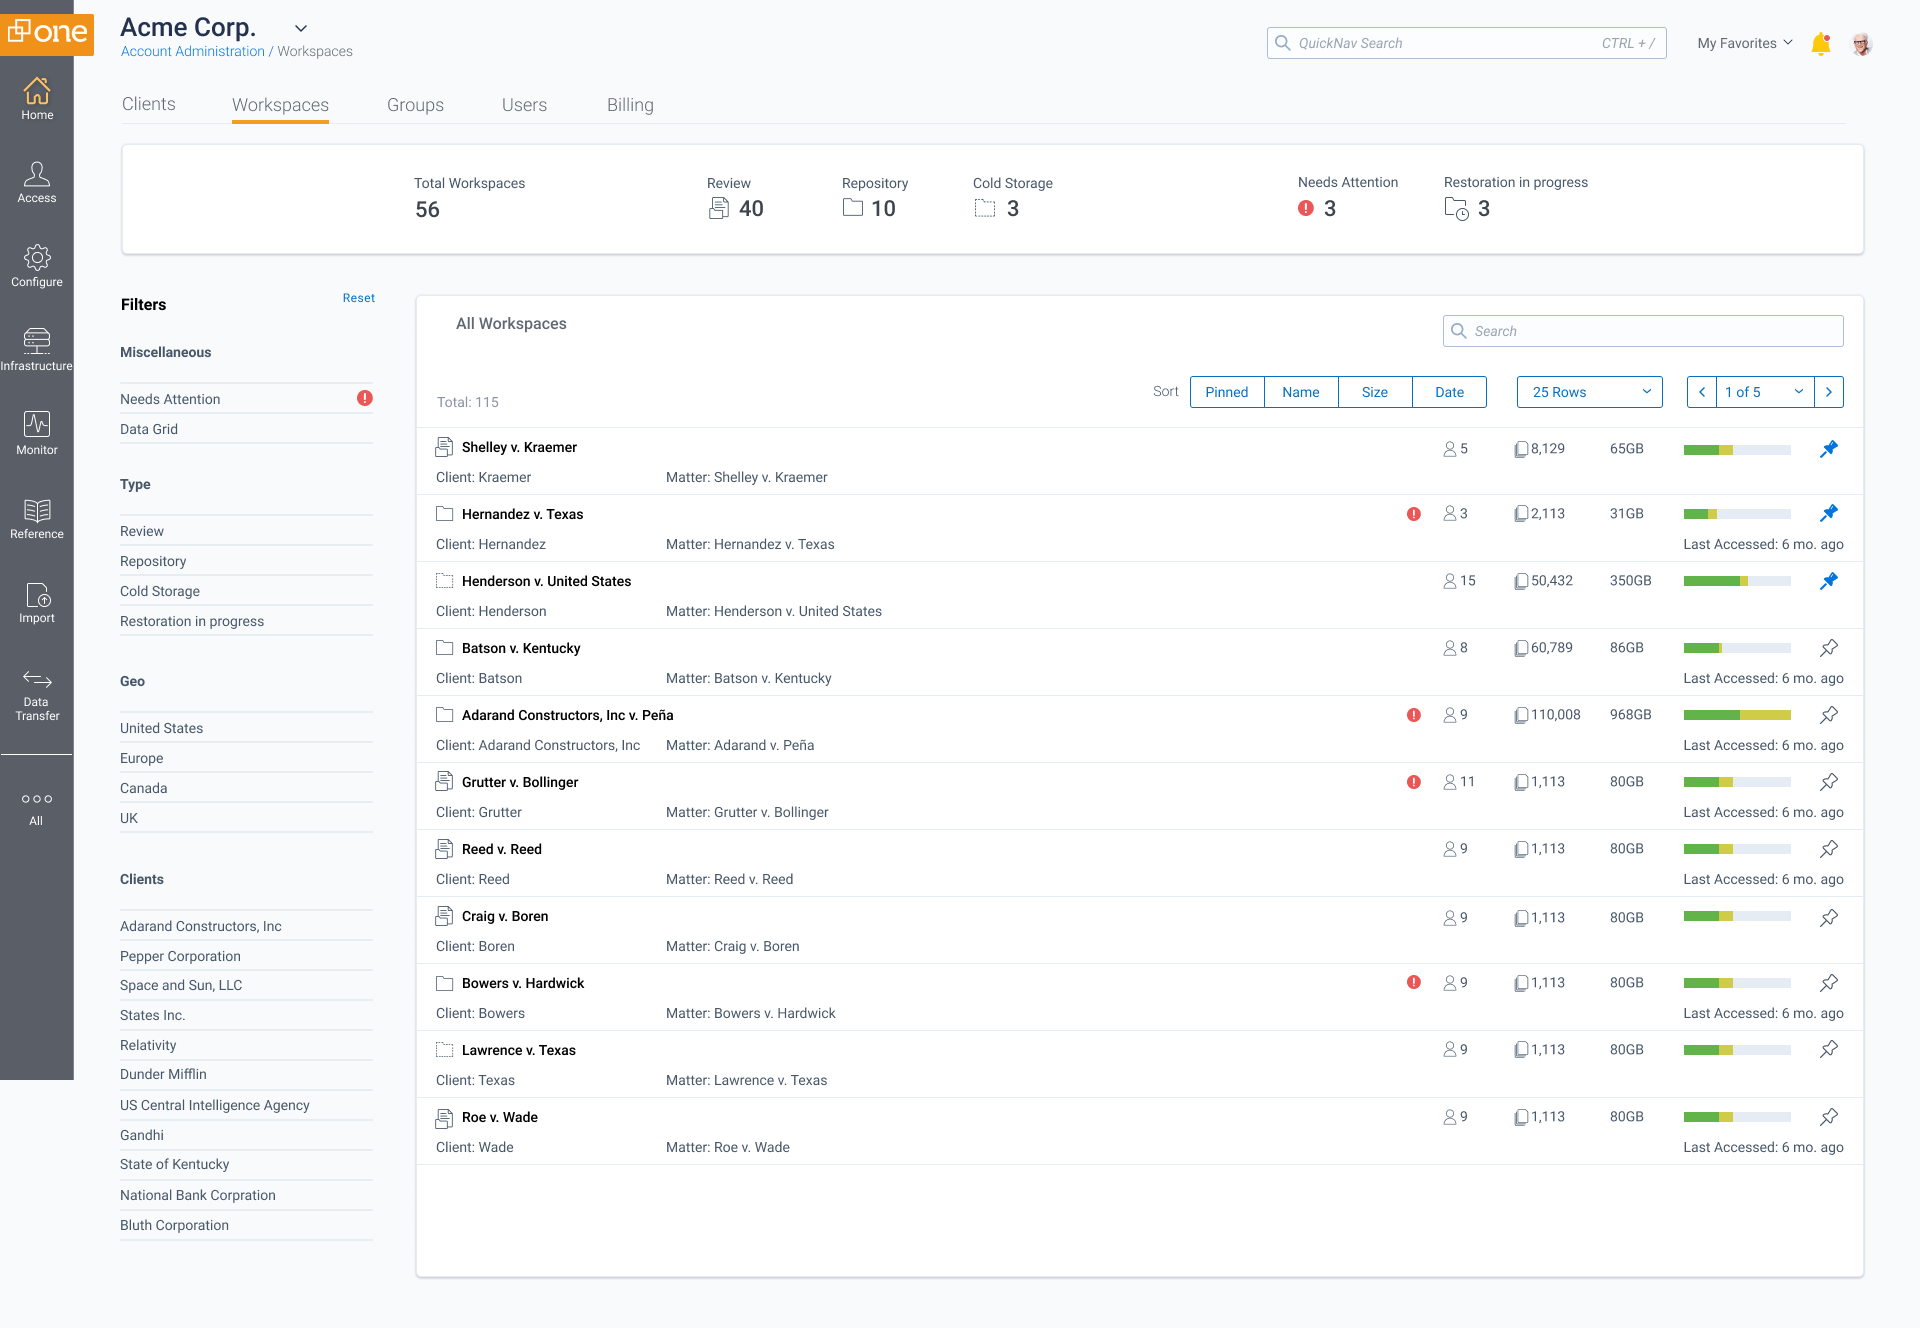 one
Acme Corp.
Account Administration / Workspaces
QuickNav Search
CTRL + /
My Favorites
Home
Access
Configure
Infrastructure
Monitor
Reference
Import
Data
Transfer
All
Clients
Workspaces
Groups
Users
Billing
Total Workspaces
56
Review
40
Repository
10
Cold Storage
3
Needs Attention
3
Restoration in progress
3
Filters
Reset
Miscellaneous
Needs Attention
Data Grid
Type
Review
Repository
Cold Storage
Restoration in progress
Geo
United States
Europe
Canada
UK
Clients
Adarand Constructors, Inc
Pepper Corporation
Space and Sun, LLC
States Inc.
Relativity
Dunder Mifflin
US Central Intelligence Agency
Gandhi
State of Kentucky
National Bank Corpration
Bluth Corporation
All Workspaces
Search
Total: 115
Sort
Pinned
Name
Size
Date
25 Rows
1 of 5
Shelley v. Kraemer
5
8,129
65GB
Client: Kraemer
Matter: Shelley v. Kraemer
Hernandez v. Texas
3
2,113
31GB
Client: Hernandez
Matter: Hernandez v. Texas
Last Accessed: 6 mo. ago
Henderson v. United States
15
50,432
350GB
Client: Henderson
Matter: Henderson v. United States
Batson v. Kentucky
8
60,789
86GB
Client: Batson
Matter: Batson v. Kentucky
Last Accessed: 6 mo. ago
Adarand Constructors, Inc v. Peña
9
110,008
968GB
Client: Adarand Constructors, Inc
Matter: Adarand v. Peña
Last Accessed: 6 mo. ago
Grutter v. Bollinger
11
1,113
80GB
Client: Grutter
Matter: Grutter v. Bollinger
Last Accessed: 6 mo. ago
Reed v. Reed
9
1,113
80GB
Client: Reed
Matter: Reed v. Reed
Last Accessed: 6 mo. ago
Craig v. Boren
9
1,113
80GB
Client: Boren
Matter: Craig v. Boren
Bowers v. Hardwick
9
1,113
80GB
Client: Bowers
Matter: Bowers v. Hardwick
Last Accessed: 6 mo. ago
Lawrence v. Texas
9
1,113
80GB
Client: Texas
Matter: Lawrence v. Texas
Roe v. Wade
9
1,113
80GB
Client: Wade
Matter: Roe v. Wade
Last Accessed: 6 mo. ago